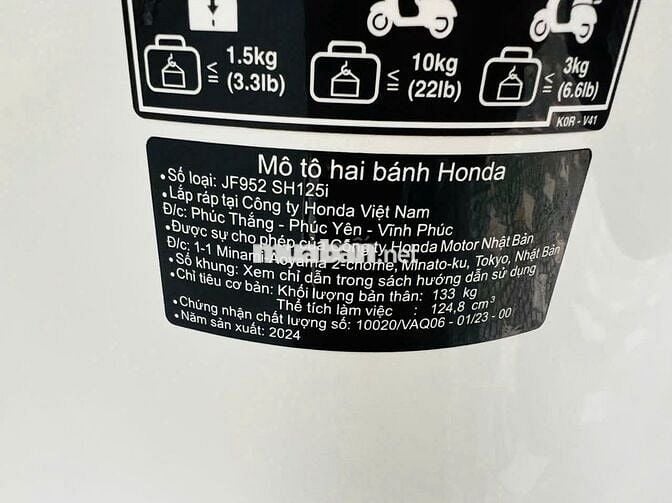 ≤ 1.5kg (3.3lb)
≤ 10kg (22lb)
≤ 3kg (6.6lb)
K0R - V41
Mô tô hai bánh Honda
•Số loại: JF952 SH125i
•Lắp ráp tại Công ty Honda Việt Nam
Đ/c: Phúc Thắng - Phúc Yên - Vĩnh Phúc
•Được sự cho phép của Công ty Honda Motor Nhật Bản
Đ/c: 1-1 Minami-Aoyama 2-chome, Minato-ku, Tokyo, Nhật Bản
•Số khung: Xem chỉ dẫn trong sách hướng dẫn sử dụng
•Chỉ tiêu cơ bản: Khối lượng bản thân: 133 kg
Thể tích làm việc : 124,8 cm³
•Chứng nhận chất lượng số: 10020/VAQ06 - 01/23 - 00
•Năm sản xuất: 2024
muaban.net